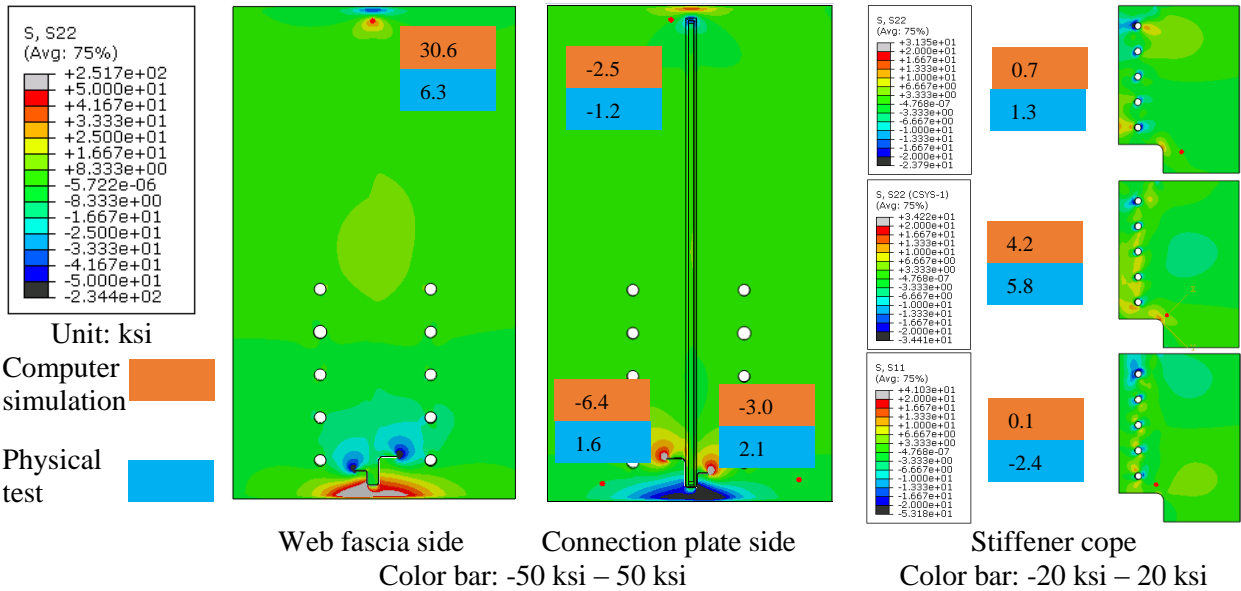 S, S22
(Avg: 75%)
+2.517e+02
+5.000e+01
+4.167e+01
+3.333e+01
+2.500e+01
+1.667e+01
+8.333e+00
-5.722e-06
-8.333e+00
-1.667e+01
-2.500e+01
-3.333e+01
-4.167e+01
-5.000e+01
-2.344e+02
Unit: ksi
Computer
simulation
Physical
test
30.6
6.3
-2.5
-1.2
-6.4
1.6
-3.0
2.1
Web fascia side
Connection plate side
Color bar: -50 ksi – 50 ksi
S, S22
(Avg: 75%)
+3.135e+01
+2.000e+01
+1.667e+01
+1.333e+01
+1.000e+01
+6.667e+00
+3.333e+00
-4.768e-07
-3.333e+00
-6.667e+00
-1.000e+01
-1.333e+01
-1.667e+01
-2.000e+01
-2.379e+01
0.7
1.3
S, S22 (CSYS-1)
(Avg: 75%)
+3.422e+01
+2.000e+01
+1.667e+01
+1.333e+01
+1.000e+01
+6.667e+00
+3.333e+00
-4.768e-07
-3.333e+00
-6.667e+00
-1.000e+01
-1.333e+01
-1.667e+01
-2.000e+01
-3.441e+01
4.2
5.8
S, S11
(Avg: 75%)
+4.103e+01
+2.000e+01
+1.667e+01
+1.333e+01
+1.000e+01
+6.667e+00
+3.333e+00
-4.768e-07
-3.333e+00
-6.667e+00
-1.000e+01
-1.333e+01
-1.667e+01
-2.000e+01
-5.318e+01
0.1
-2.4
Stiffener cope
Color bar: -20 ksi – 20 ksi